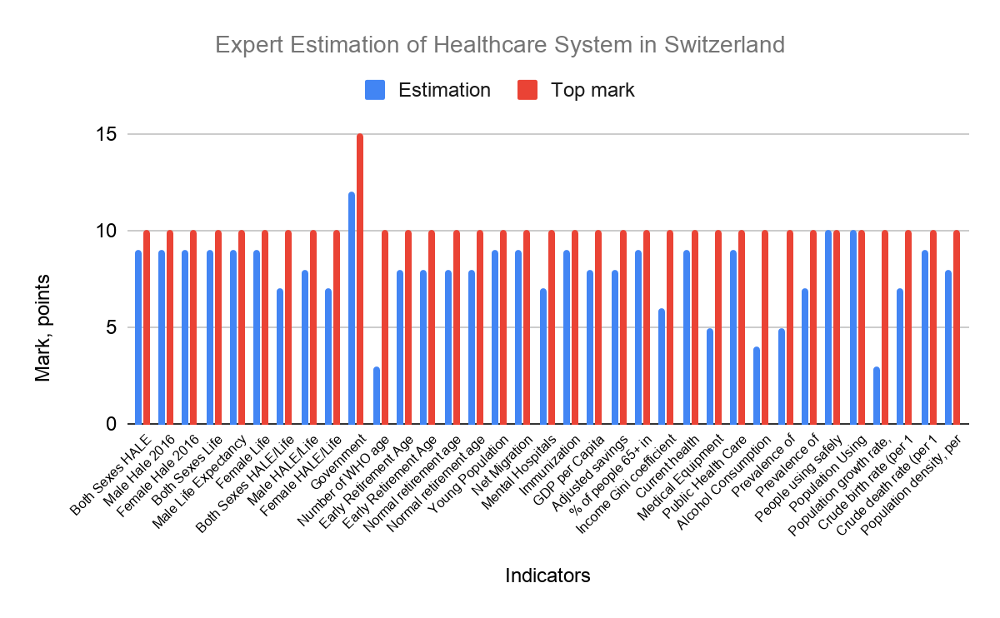 Expert Estimation of Healthcare System in Switzerland
Estimation
Top mark
15
10
5
0
Mark, points
Both Sexes HALE
Male Hale 2016
Female Hale 2016
Both Sexes Life
Male Life Expectancy
Female Life
Both Sexes HALE/Life
Male HALE/Life
Female HALE/Life
Government
Number of WHO age
Early Retirement Age
Early Retirement Age
Normal retirement age
Normal retirement age
Young Population
Net Migration
Mental Hospitals
Immunization
GDP per Capita
Adjusted savings
% of people 65+ in
Income Gini coefficient
Current health
Medical Equipment
Public Health Care
Alcohol Consumption
Prevalence of
Prevalence of
People using safely
Population Using
Population growth rate,
Crude birth rate (per 1
Crude death rate (per 1
Population density, per
Indicators